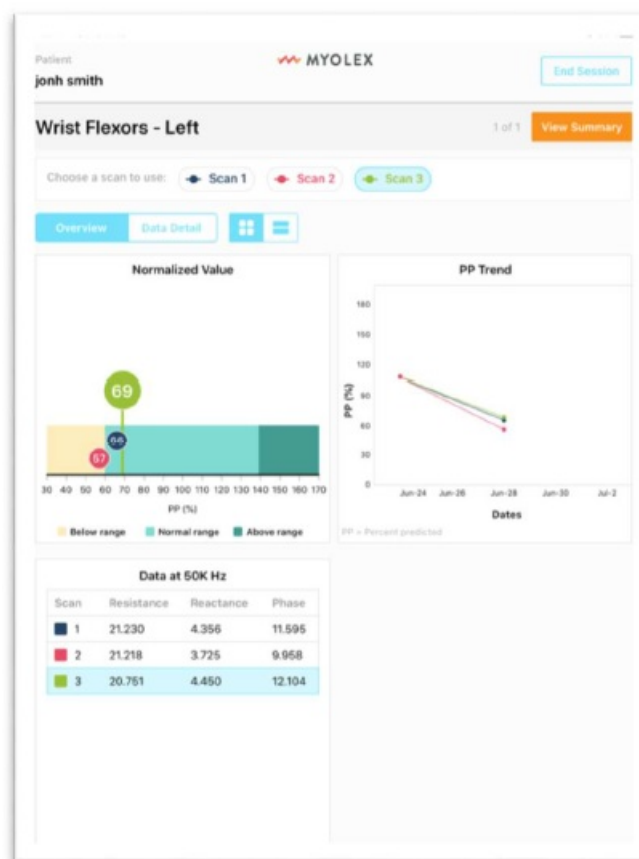 Patient
MYOLEX
jonh smith
End Session
Wrist Flexors - Left
1 of 1
View Summary
Choose a scan to use:
Scan 1
Scan 2
Scan 3
Overview
Data Detail
Normalized Value
69
66
57
30 40 50 60 70 80 90 100 110 120 130 140 150 160 170
PP (%)
Below range
Normal range
Above range
PP Trend
180
150
120
90
60
30
0
PP (%)
Jun-24 Jun-26 Jun-28 Jun-30 Jul-2
Dates
PP = Percent predicted
Data at 50K Hz
Scan Resistance Reactance Phase
1 21.230 4.356 11.595
2 21.218 3.725 9.958
3 20.751 4.450 12.104